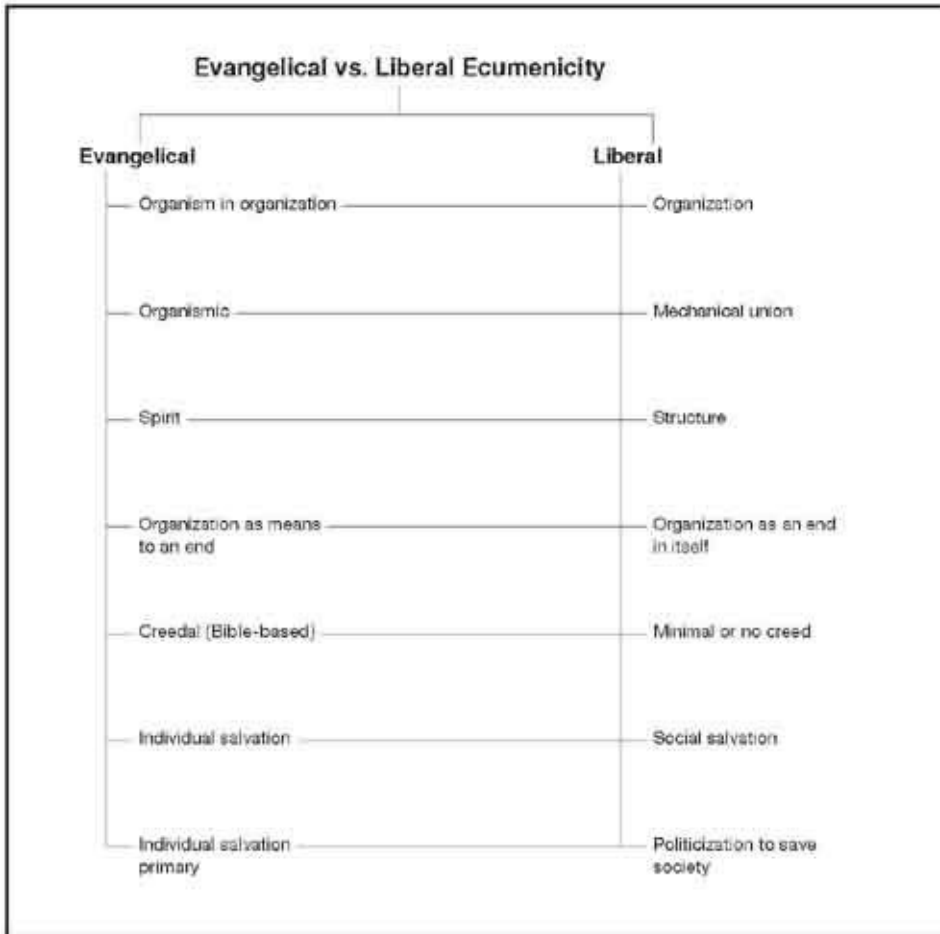 Evangelical vs. Liberal Ecumenicity
Evangelical
Liberal
Organism in organization
Organization
Organismic
Mechanical union
Spirit
Structure
Organization as means
to an end
Organization as an end
in itself
Creedal (Bible-based)
Minimal or no creed
Individual salvation
Social salvation
Individual salvation
primary
Politicization to save
society